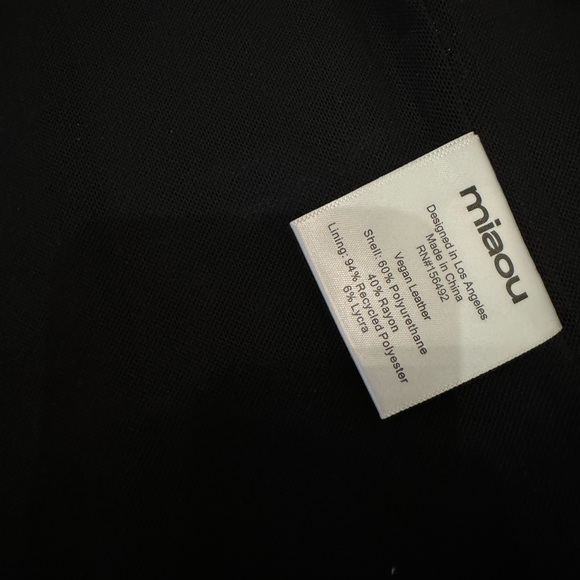 miaou
Designed in Los Angeles
Made in China
RN#156492
Vegan Leather
Shell: 60% Polyurethane
40% Rayon
Lining: 94% Recycled Polyester
6% Lycra